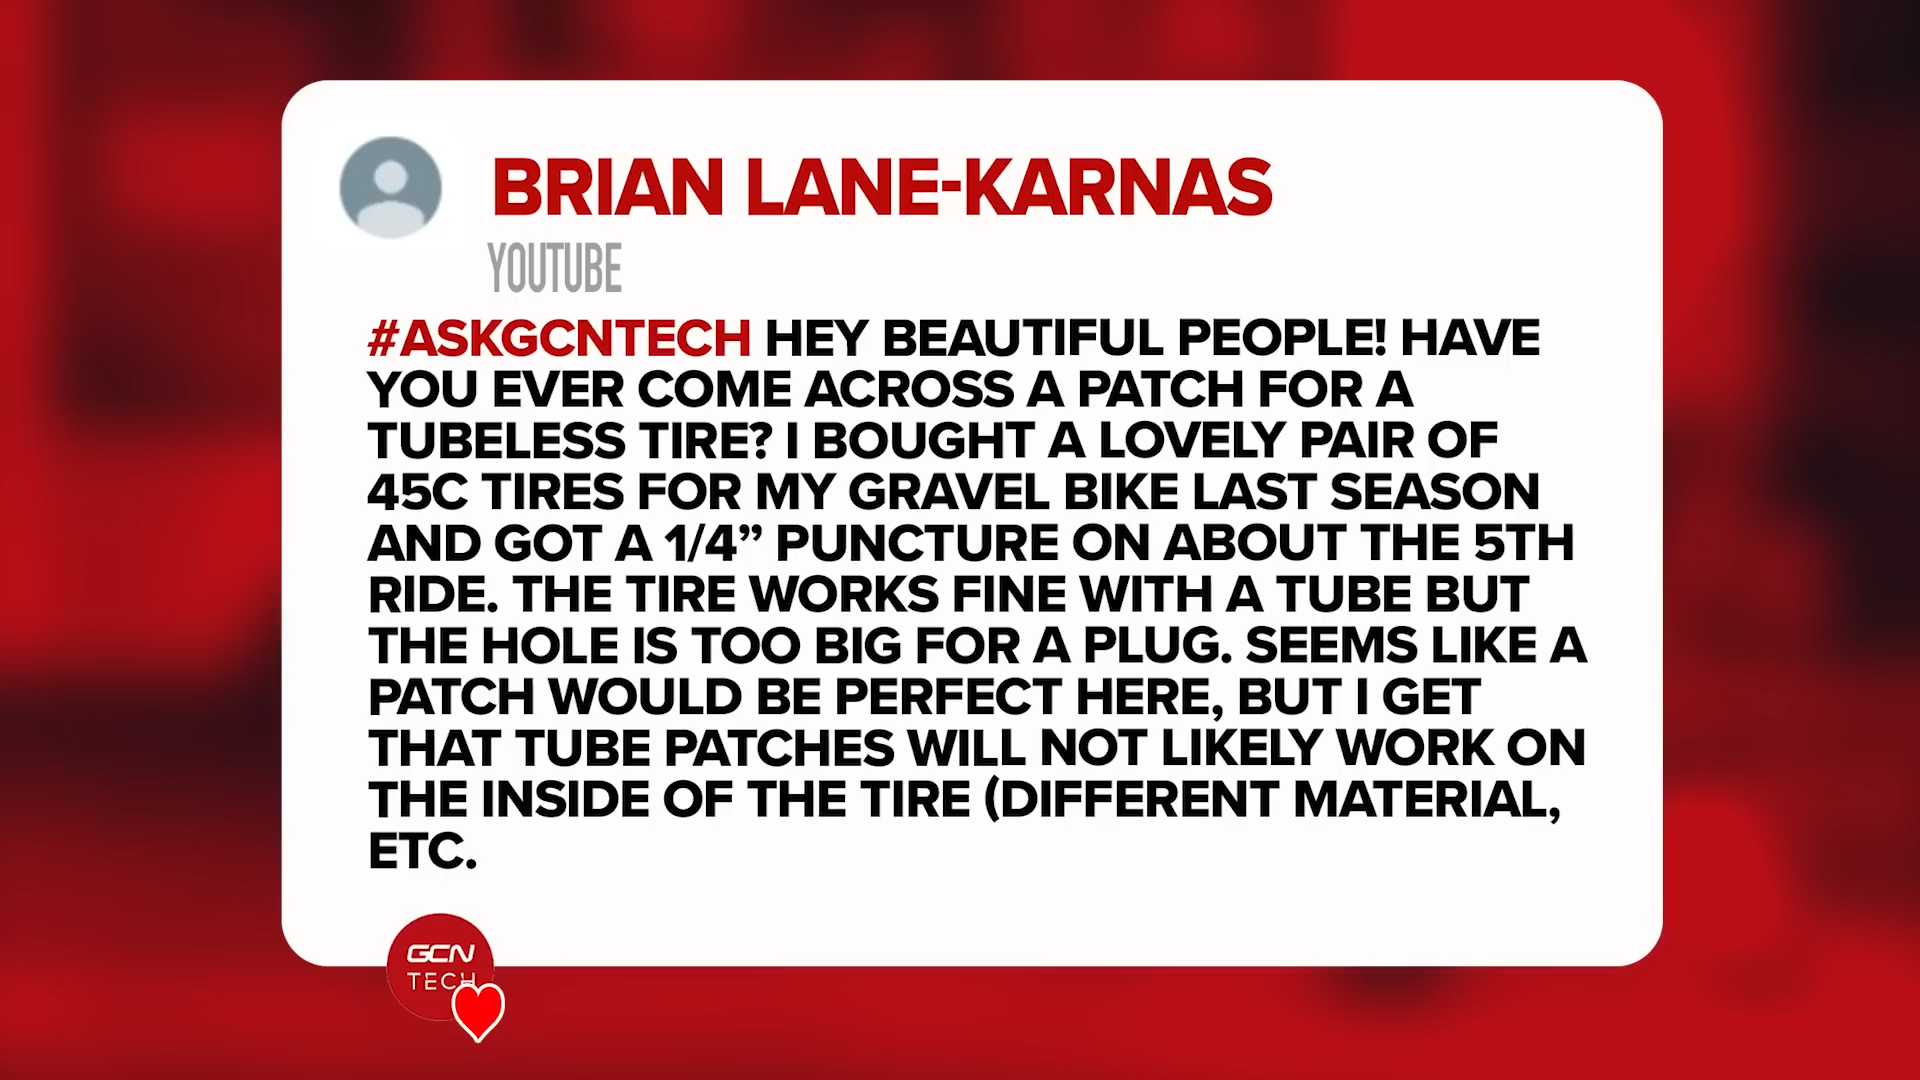 BRIAN LANE-KARNAS
YOUTUBE
#ASKGCNTECH HEY BEAUTIFUL PEOPLE! HAVE
YOU EVER COME ACROSS A PATCH FOR A
TUBELESS TIRE? I BOUGHT A LOVELY PAIR OF
45C TIRES FOR MY GRAVEL BIKE LAST SEASON
AND GOT A 1/4” PUNCTURE ON ABOUT THE 5TH
RIDE. THE TIRE WORKS FINE WITH A TUBE BUT
THE HOLE IS TOO BIG FOR A PLUG. SEEMS LIKE A
PATCH WOULD BE PERFECT HERE, BUT I GET
THAT TUBE PATCHES WILL NOT LIKELY WORK ON
THE INSIDE OF THE TIRE (DIFFERENT MATERIAL,
ETC.
GCN
TECH